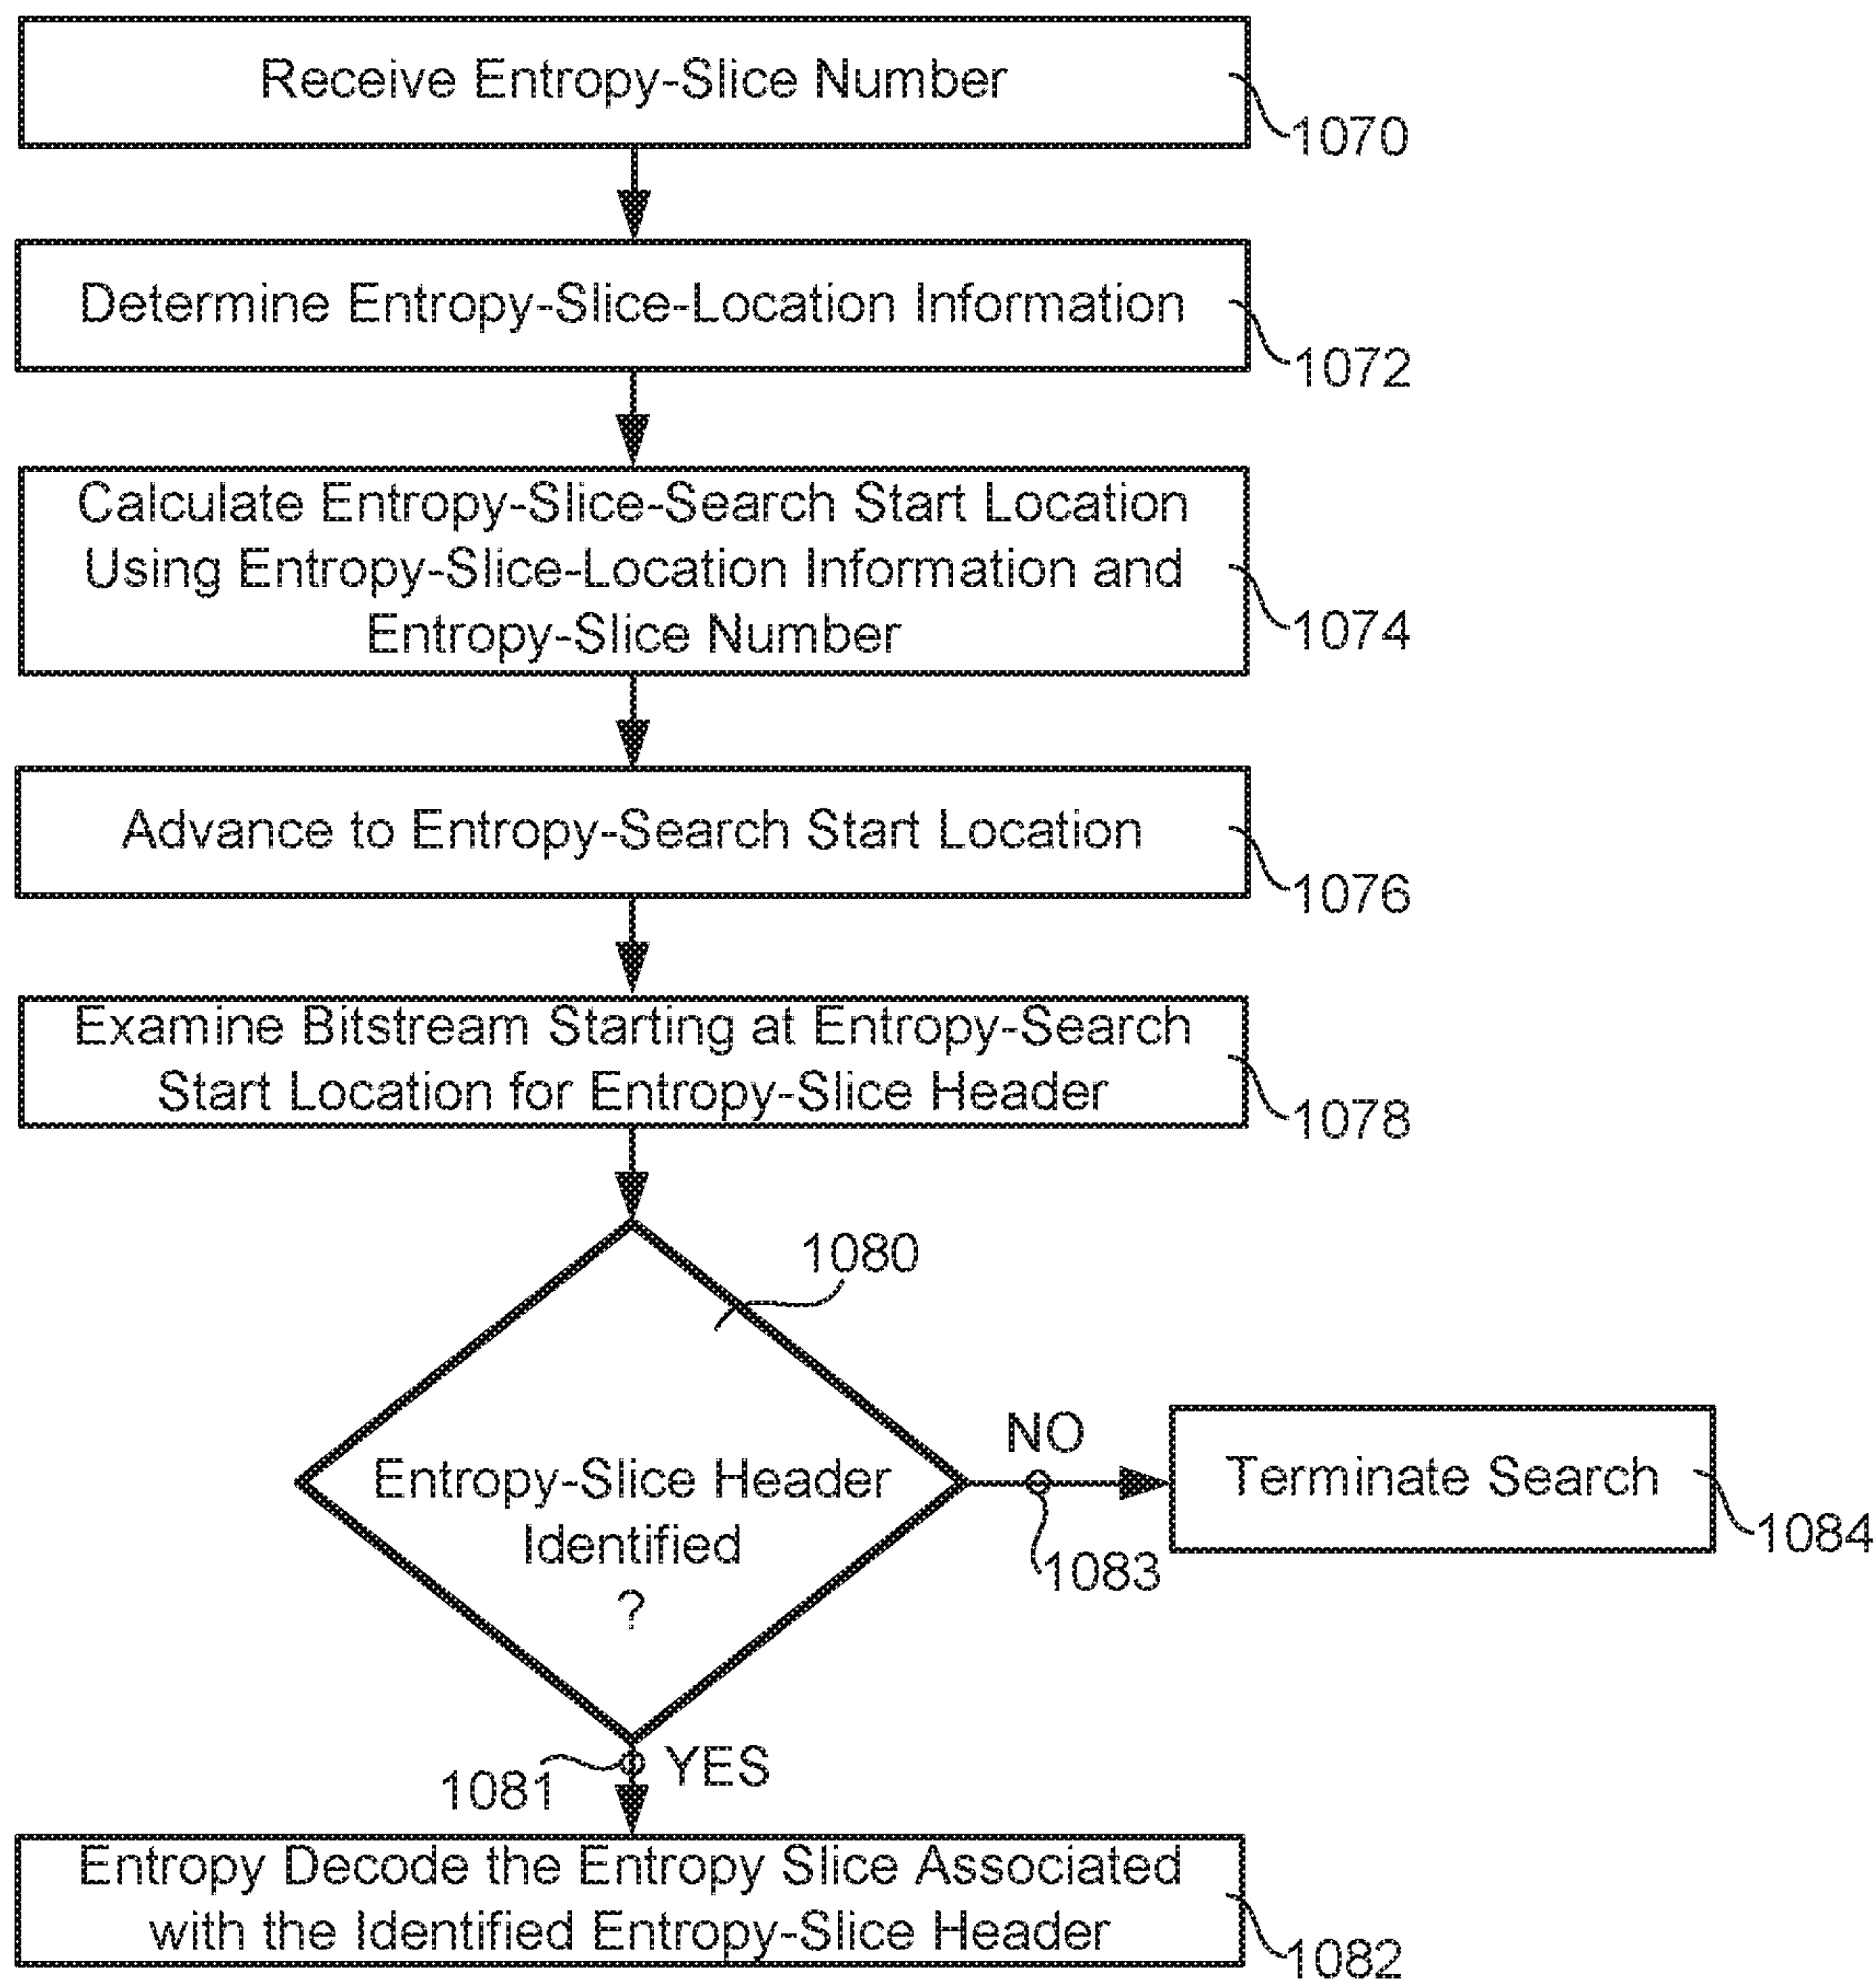 Receive Entropy-Slice Number
1070
Determine Entropy-Slice-Location Information
1072
Calculate Entropy-Slice-Search Start Location
Using Entropy-Slice-Location Information and
Entropy-Slice Number
1074
Advance to Entropy-Search Start Location
1076
Examine Bitstream Starting at Entropy-Search
Start Location for Entropy-Slice Header
1078
1080
Entropy-Slice Header
Identified
?
NO
1083
Terminate Search
1084
1081
YES
Entropy Decode the Entropy Slice Associated
with the Identified Entropy-Slice Header
1082